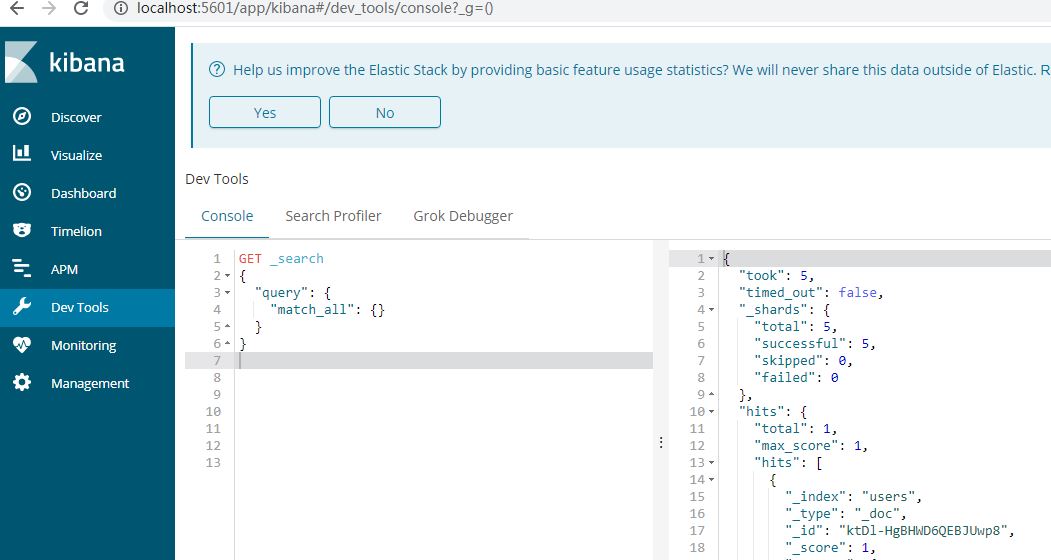 localhost:5601/app/kibana#/dev_tools/console?_g=()
kibana
Discover
Visualize
Dashboard
Timelion
APM
Dev Tools
Monitoring
Management
Help us improve the Elastic Stack by providing basic feature usage statistics? We will never share this data outside of Elastic. R
Yes
No
Dev Tools
Console
Search Profiler
Grok Debugger
1 GET _search
2 {
3 "query": {
4 "match_all": {}
5 }
6 }
7
8
9
10
11
12
13
1 {
2 "took": 5,
3 "timed_out": false,
4 "_shards": {
5 "total": 5,
6 "successful": 5,
7 "skipped": 0,
8 "failed": 0
9 },
10 "hits": {
11 "total": 1,
12 "max_score": 1,
13 "hits": [
14 {
15 "_index": "users",
16 "_type": "_doc",
17 "_id": "ktDl-HgBHWD6QEBJUwp8",
18 "_score": 1,